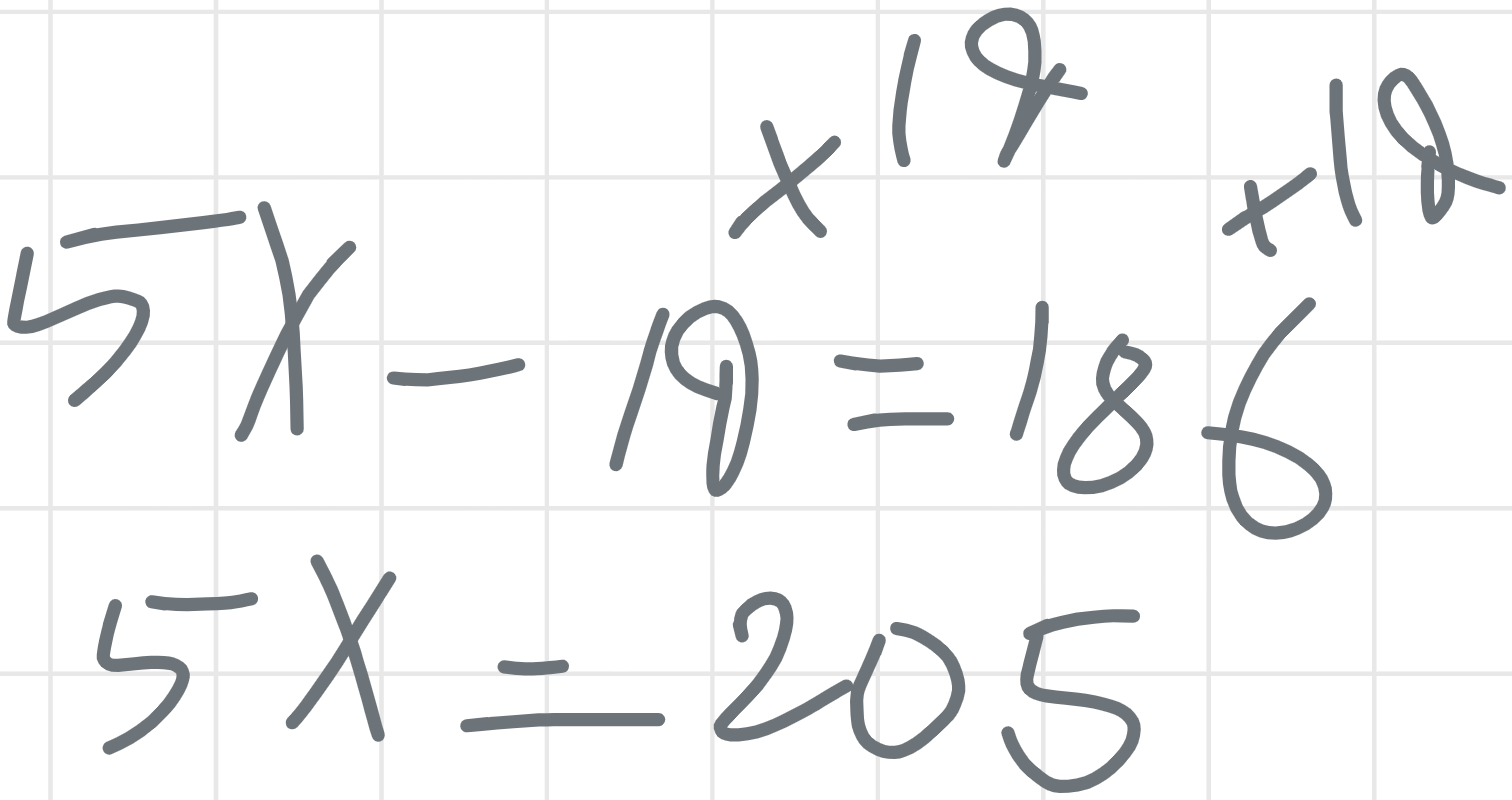 x19 x19
5x - 19 = 186
5x = 205